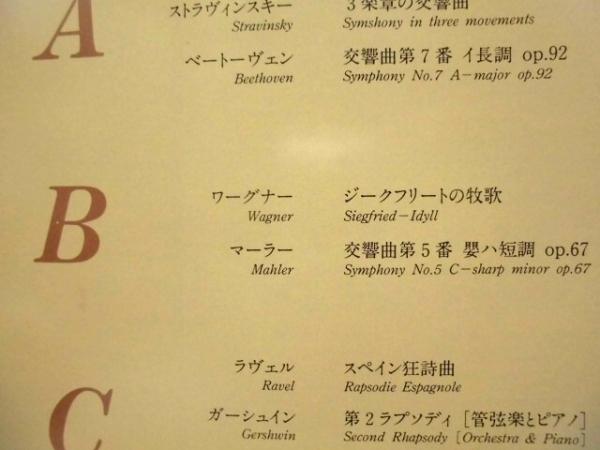 A
ストラヴィンスキー　3楽章の交響曲
Stravinsky　Symshony in three movements
ベートーヴェン　交響曲第7番 イ長調 op.92
Beethoven　Symphony No.7 A−major op.92
B
ワーグナー　ジークフリートの牧歌
Wagner　Siegfried−Idyll
マーラー　交響曲第5番 嬰ハ短調 op.67
Mahler　Symphony No.5 C−sharp minor op.67
C
ラヴェル　スペイン狂詩曲
Ravel　Rapsodie Espagnole
ガーシュイン　第2ラプソディ [管弦楽とピアノ]
Gershwin　Second Rhapsody [Orchestra & Piano]